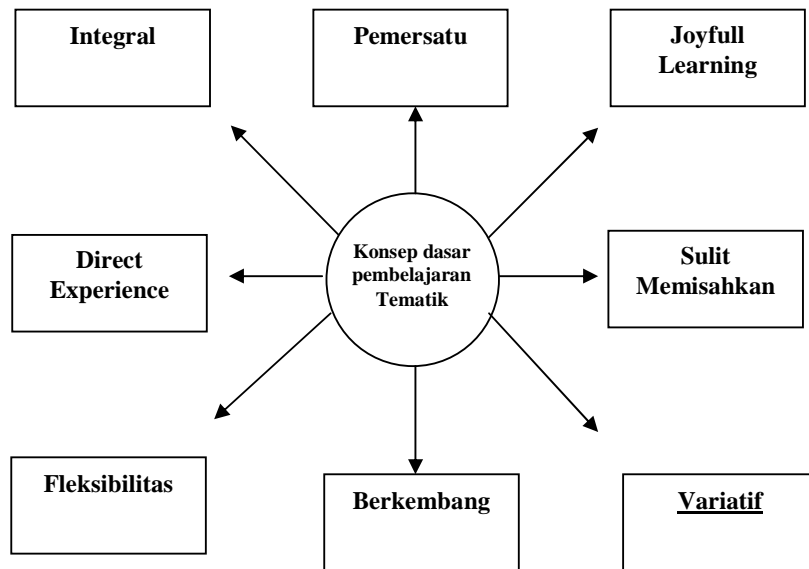 Integral
Pemersatu
Joyfull
Learning
Direct
Experience
Konsep dasar
pembelajaran
Tematik
Sulit
Memisahkan
Fleksibilitas
Berkembang
Variatif